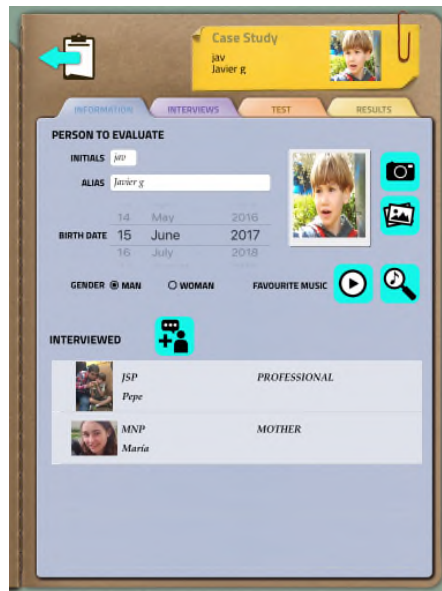 Case Study
jav
Javier g
INFORMATION INTERVIEWS TEST RESULTS
PERSON TO EVALUATE
INITIALS jav
ALIAS Javier g
14 May 2016
BIRTH DATE 15 June 2017
16 July 2018
GENDER MAN WOMAN FAVOURITE MUSIC
INTERVIEWED
JSP PROFESSIONAL
Pepe
MNP MOTHER
María